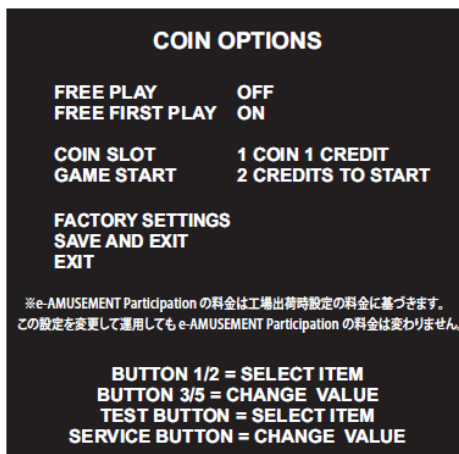 COIN OPTIONS
FREE PLAY OFF
FREE FIRST PLAY ON
COIN SLOT 1 COIN 1 CREDIT
GAME START 2 CREDITS TO START
FACTORY SETTINGS
SAVE AND EXIT
EXIT
※e-AMUSEMENT Participation の料金は工場出荷時設定の料金に基づきます。
この設定を変更して運用しても e-AMUSEMENT Participation の料金は変わりません。
BUTTON 1/2 = SELECT ITEM
BUTTON 3/5 = CHANGE VALUE
TEST BUTTON = SELECT ITEM
SERVICE BUTTON = CHANGE VALUE